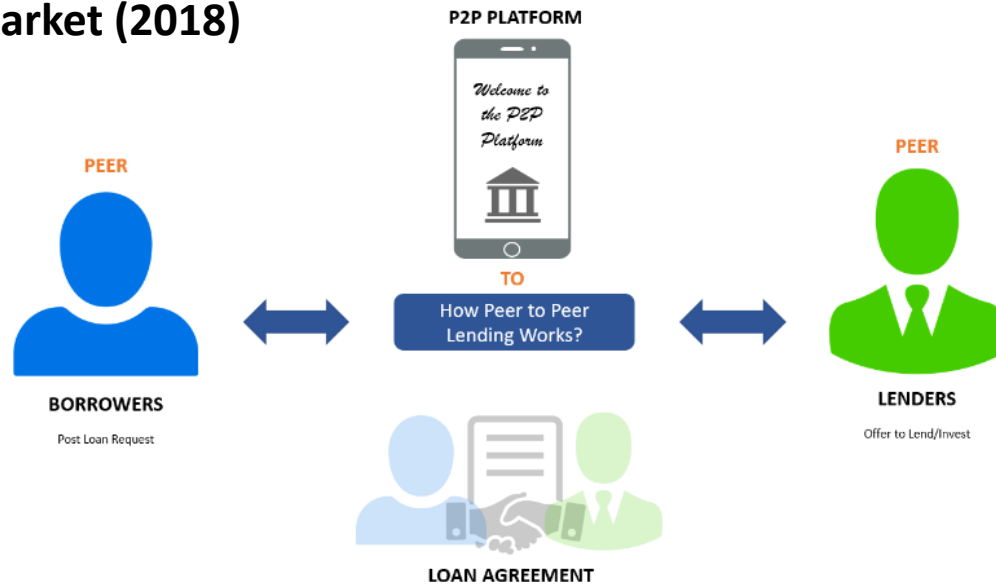 arket (2018)
P2P PLATFORM
Welcome to
the P2P
Platform
PEER
PEER
TO
How Peer to Peer
Lending Works?
BORROWERS
Post Loan Request
LENDERS
Offer to Lend/Invest
LOAN AGREEMENT